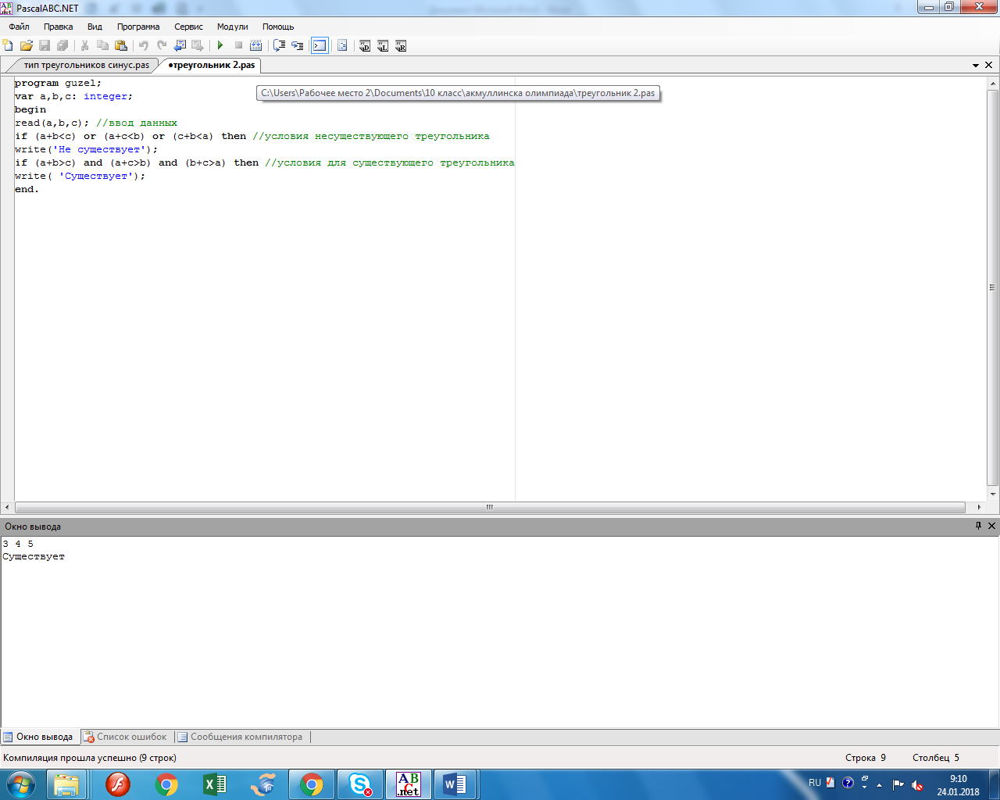 PascalABC.NET
Файл Правка Вид Программа Сервис Модули Помощь
тип треугольников синус.pas •треугольник 2.pas
program guzel;
C:\Users\Рабочее место 2\Documents\10 класс\акмуллинска олимпиада\треугольник 2.pas
var a,b,c: integer;
begin
read(a,b,c); //ввод данных
if (a+b<c) or (a+c<b) or (c+b<a) then //условия несуществующего треугольника
write('Не существует');
if (a+b>c) and (a+c>b) and (b+c>a) then //условия для существующего треугольника
write( 'Существует');
end.
Окно вывода
3 4 5
Существует
Окно вывода Список ошибок Сообщения компилятора
Компиляция прошла успешно (9 строк) Строка 9 Столбец 5
RU 9:10
24.01.2018